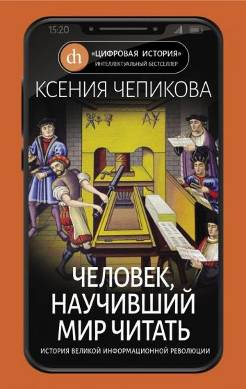 15:20
dh
«ЦИФРОВАЯ ИСТОРИЯ»
ИНТЕЛЛЕКТУАЛЬНЫЙ БЕСТСЕЛЛЕР
КСЕНИЯ ЧЕПИКОВА
ЧЕЛОВЕК,
НАУЧИВШИЙ
МИР ЧИТАТЬ
ИСТОРИЯ ВЕЛИКОЙ ИНФОРМАЦИОННОЙ РЕВОЛЮЦИИ